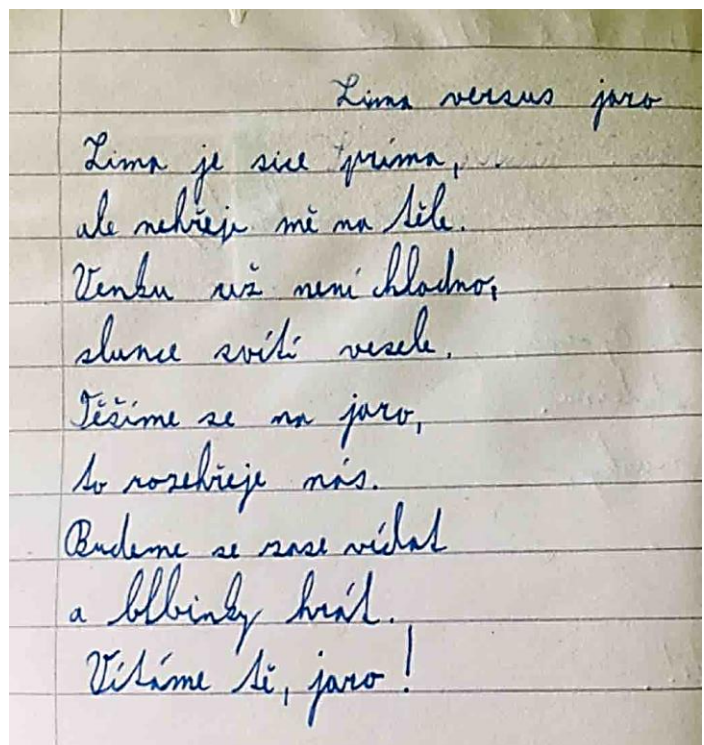 Zima versus jaro
Zima je sice príma,
ale nehřeje mě na těle.
Venku už není chladno,
slunce svítí vesele.
Těšíme se na jaro,
to rozehřeje nás.
Budeme se zase vídat
a blbinky hrát.
Vítáme tě, jaro!